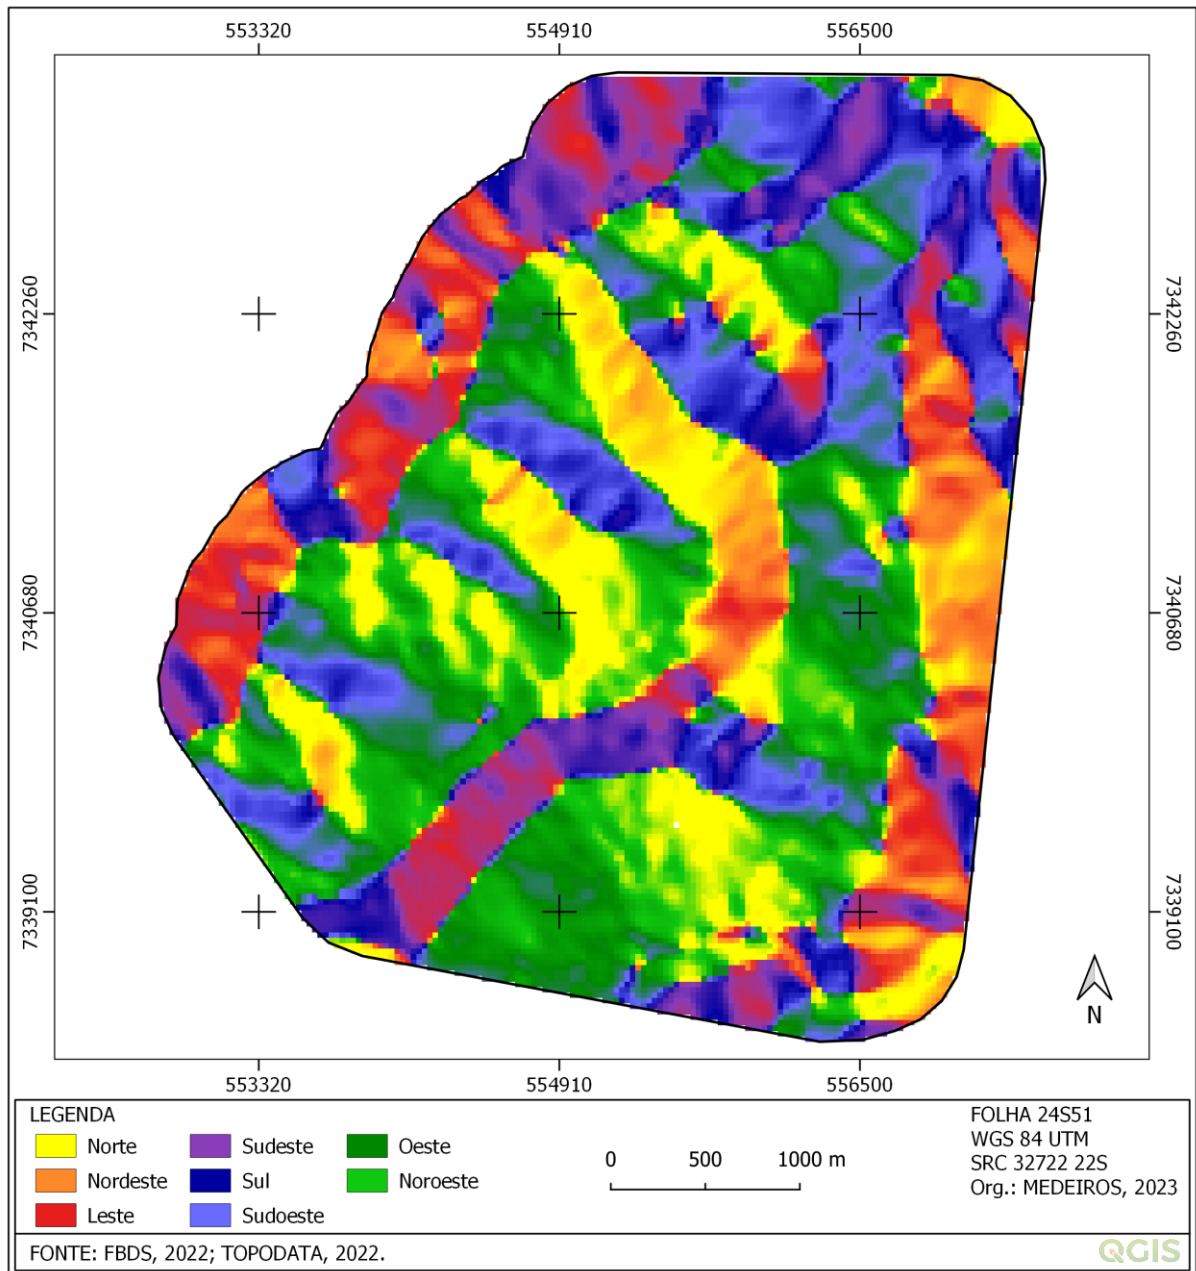 553320 554910 556500
7342260 7342260
7340680 7340680
7339100 7339100
N
553320 554910 556500
LEGENDA
Norte Sudeste Oeste
Nordeste Sul Noroeste
Leste Sudoeste
0 500 1000 m
FOLHA 24S51
WGS 84 UTM
SRC 32722 22S
Org.: MEDEIROS, 2023
FONTE: FBDS, 2022; TOPODATA, 2022.
QGIS